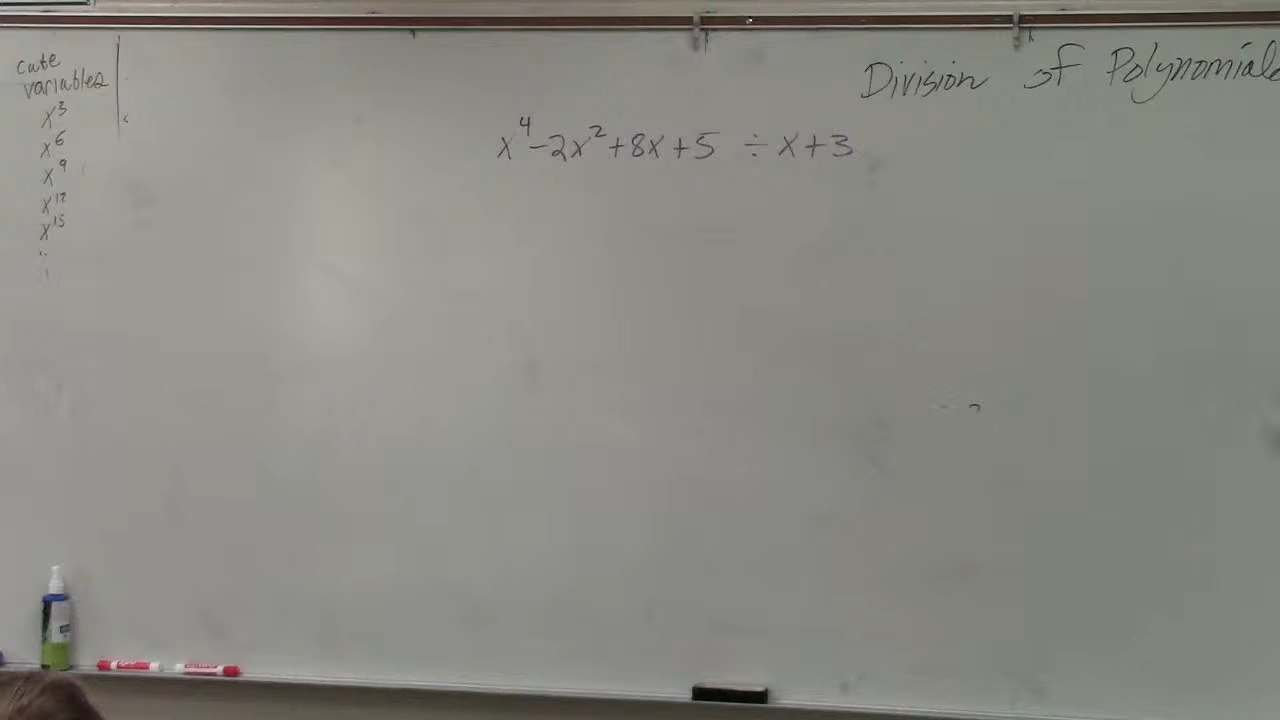 cube
variables
x³
x⁶
x⁹
x¹²
x¹⁵
Division of Polynomials
x⁴-2x²+8x+5 ÷ x+3